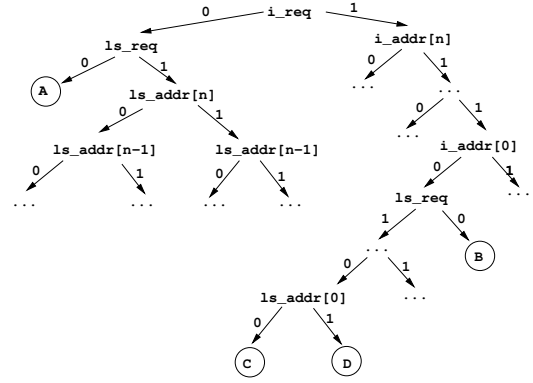 0 i_req 1
ls_req i_addr[n]
0 1 0 1
A ls_addr[n] ... ...
0 1 0 1
ls_addr[n-1] ls_addr[n-1] ... i_addr[0]
0 1 0 1 0 1
... ... ... ... ls_req ...
1 0
... B
0 1
ls_addr[0] ...
0 1
C D